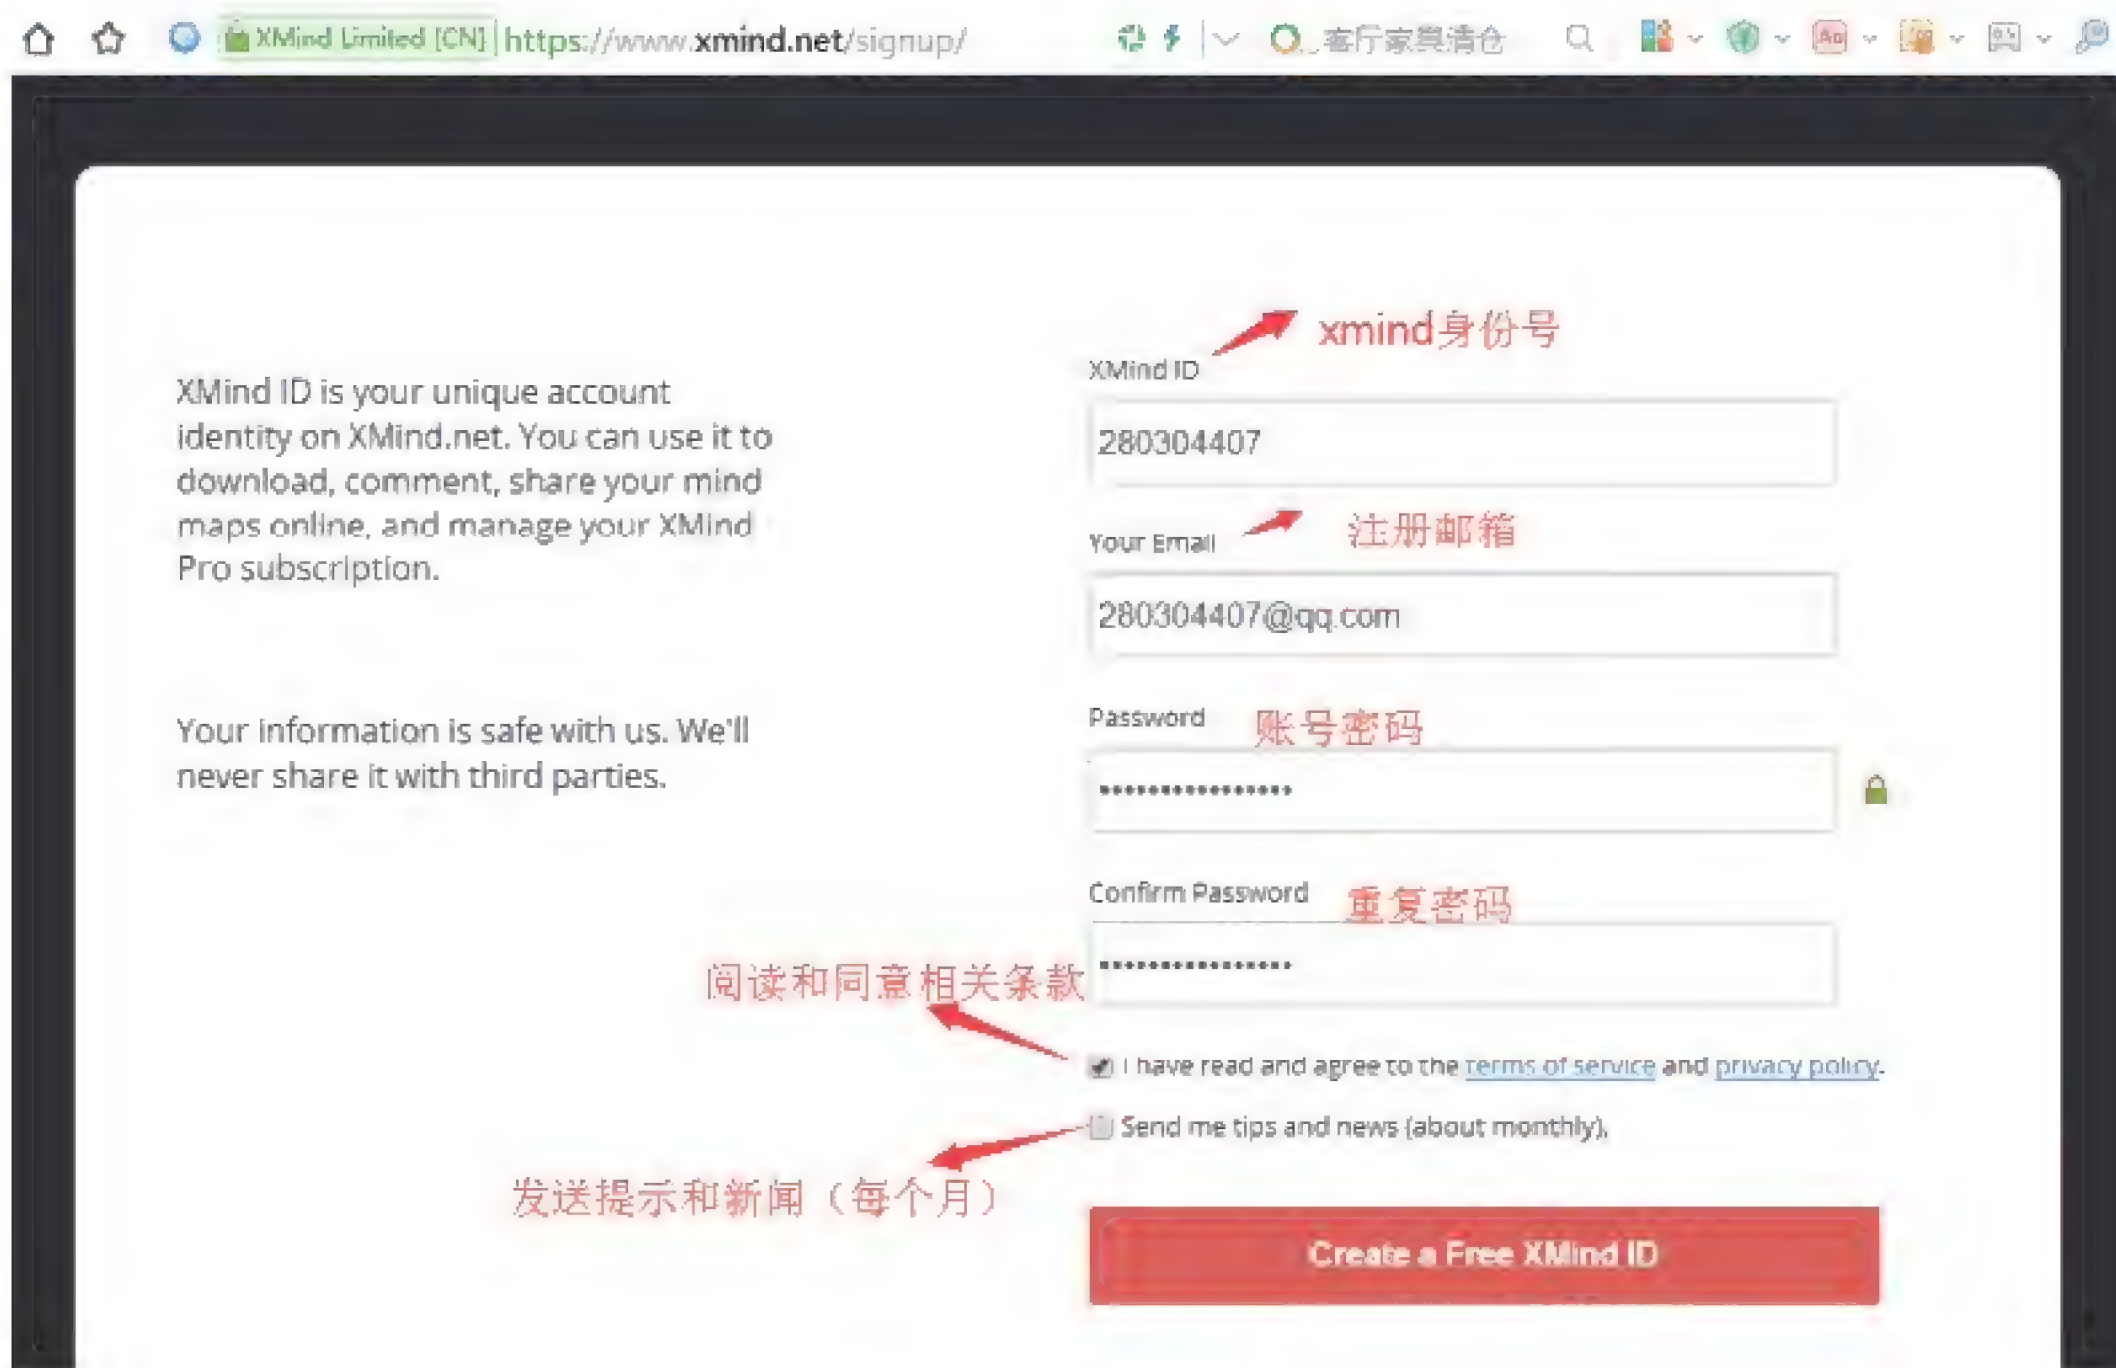 XMind Limited [CN] https://www.xmind.net/signup/ 客厅家具清仓
xmind身份号
XMind ID
280304407
XMind ID is your unique account
identity on XMind.net. You can use it to
download, comment, share your mind
maps online, and manage your XMind
Pro subscription.
注册邮箱
Your Email
280304407@qq.com
Your information is safe with us. We'll
never share it with third parties.
Password 账号密码
••••••••••••••••
Confirm Password 重复密码
••••••••••••••••
阅读和同意相关条款
I have read and agree to the terms of service and privacy policy.
Send me tips and news (about monthly).
发送提示和新闻（每个月）
Create a Free XMind ID